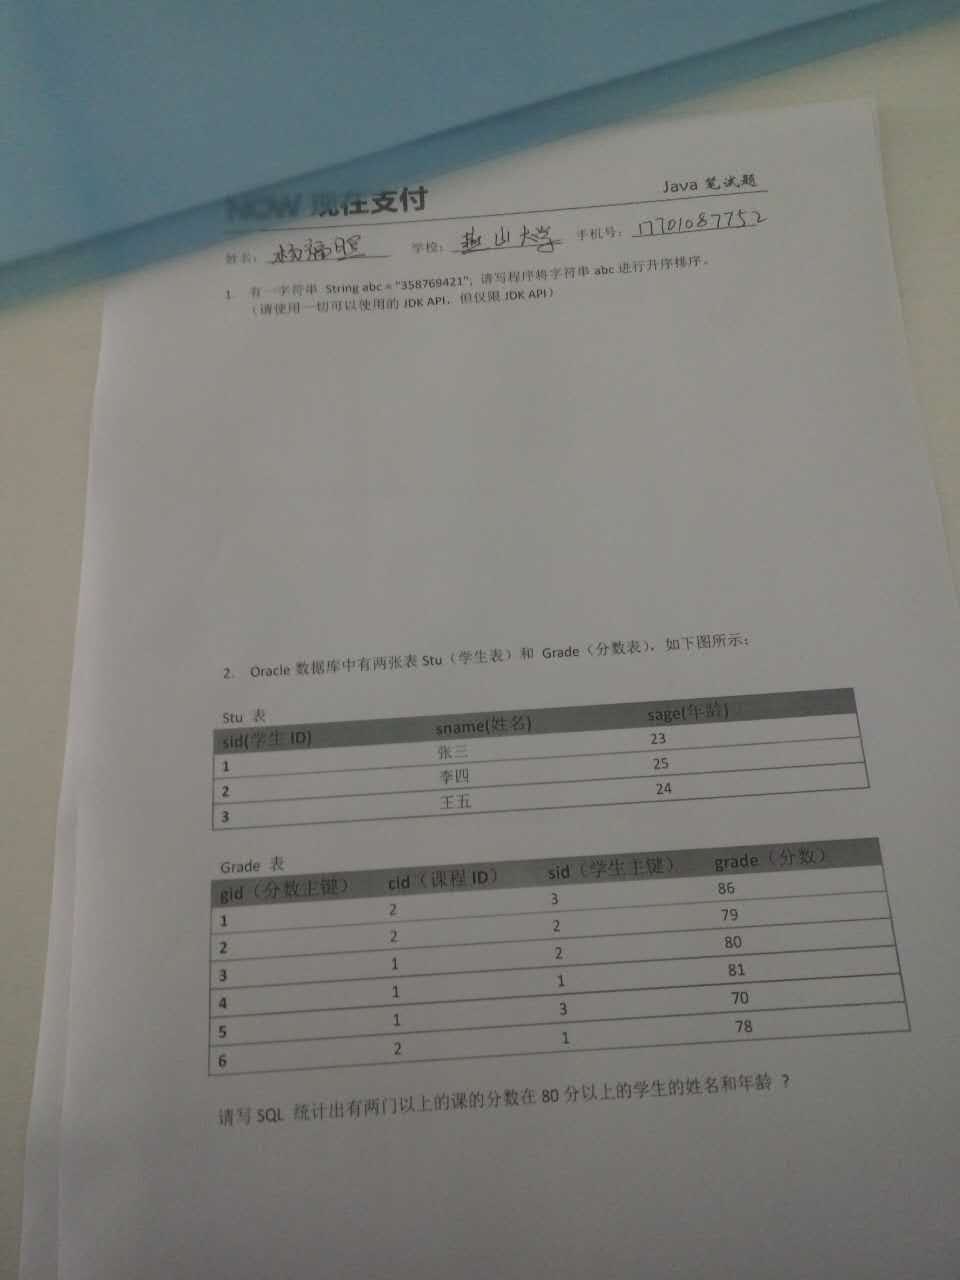 NOW 现在支付
Java 笔试题
姓名: 杨福 学校: 燕山大学 手机号: 17701087752
1. 有一字符串 String abc = "358769421"; 请写程序将字符串 abc 进行升序排序。
(请使用一切可以使用的 JDK API，但仅限 JDK API)
2. Oracle 数据库中有两张表 Stu（学生表）和 Grade（分数表），如下图所示：
Stu 表
sid(学生 ID) sname(姓名) sage(年龄)
1 张三 23
2 李四 25
3 王五 24
Grade 表
gid（分数主键） cid（课程 ID） sid（学生主键） grade（分数）
1 2 3 86
2 2 2 79
3 1 2 80
4 1 1 81
5 1 3 70
6 2 1 78
请写 SQL 统计出有两门以上的课的分数在 80 分以上的学生的姓名和年龄？